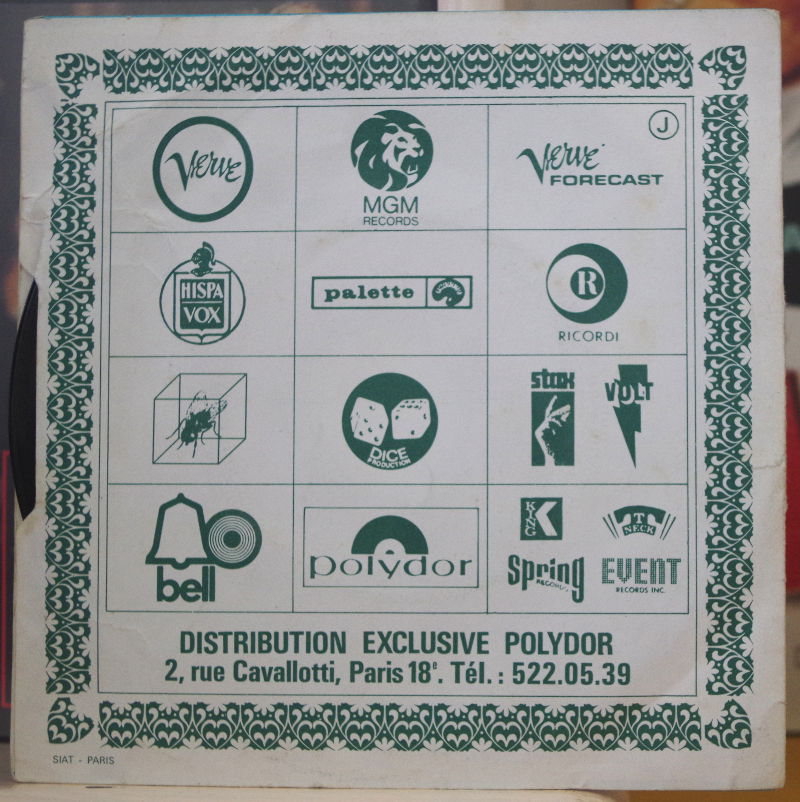 Verve
MGM
RECORDS
J
Verve
FORECAST
HISPA
VOX
palette
R
RICORDI
DICE
PRODUCTION
stax
VOLT
bell
polydor
KING
K
T
NECK
Spring
RECORDS
EVENT
RECORDS INC.
DISTRIBUTION EXCLUSIVE POLYDOR
2, rue Cavallotti, Paris 18e. Tél. : 522.05.39
SIAT - PARIS